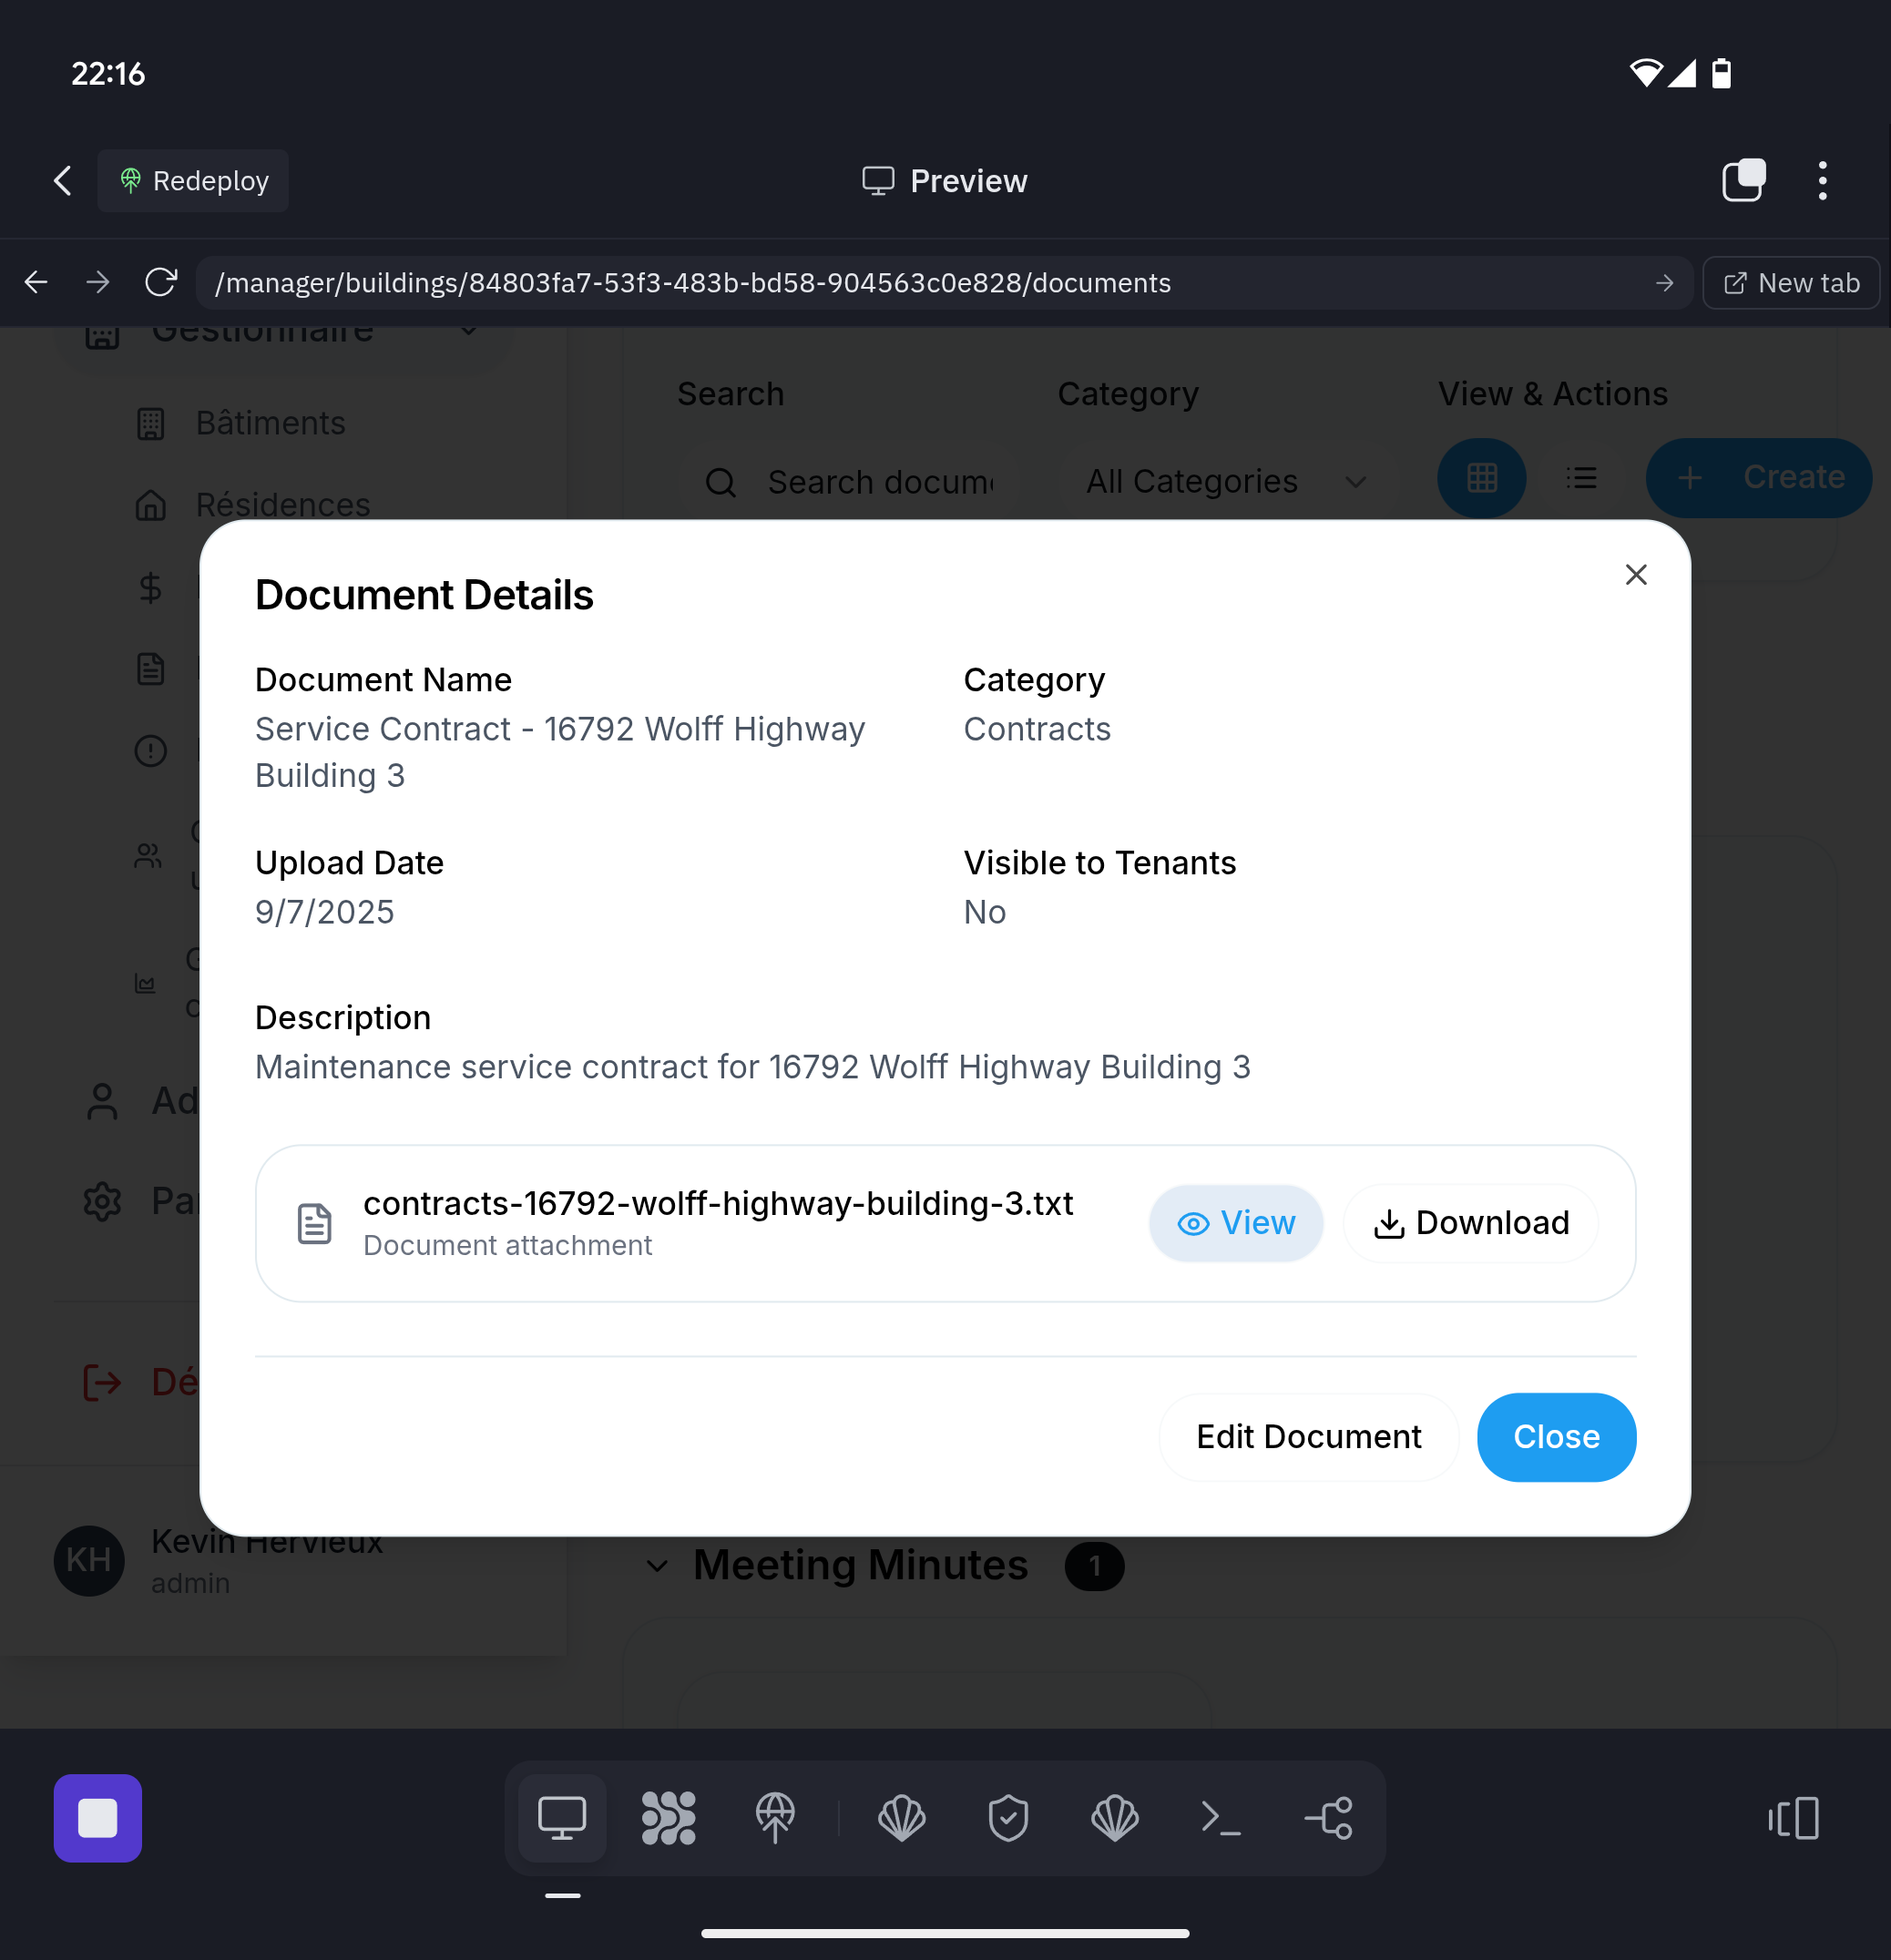 22:16
Redeploy
Preview
/manager/buildings/84803fa7-53f3-483b-bd58-904563c0e828/documents
New tab
Gestionnaire
Bâtiments
Résidences
Search
Category
View & Actions
Search docum
All Categories
Create
Document Details
Document Name
Service Contract - 16792 Wolff Highway
Building 3
Category
Contracts
Upload Date
9/7/2025
Visible to Tenants
No
Description
Maintenance service contract for 16792 Wolff Highway Building 3
contracts-16792-wolff-highway-building-3.txt
Document attachment
View
Download
Edit Document
Close
Ad
Pa
Dé
KH
Kevin Hervieux
admin
Meeting Minutes
1